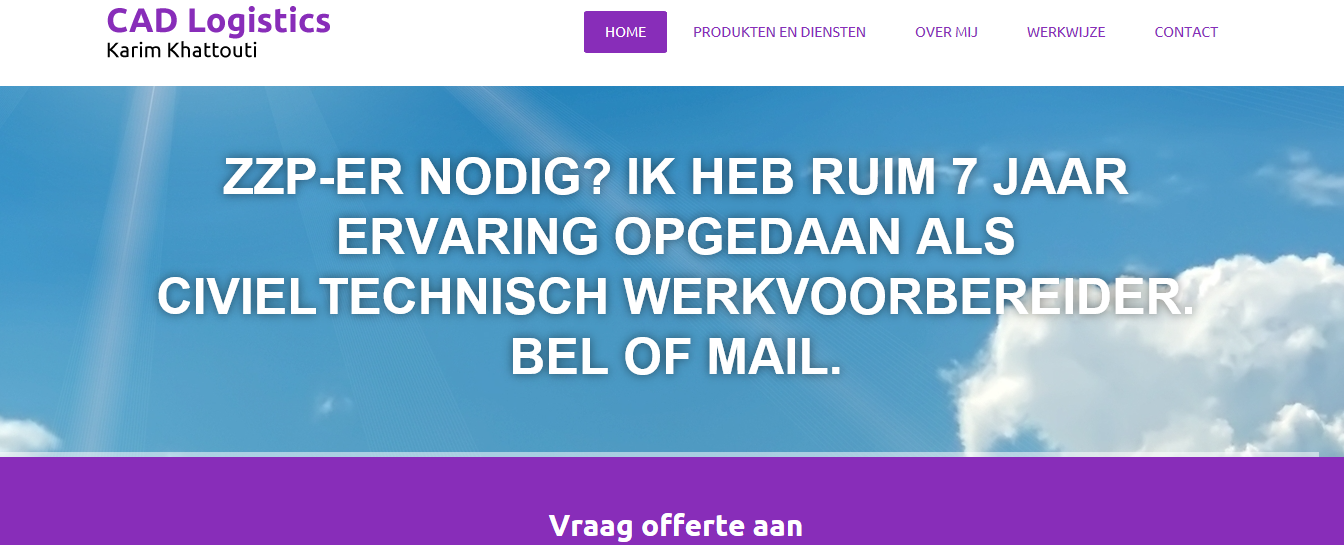 CAD Logistics
Karim Khattouti
HOME
PRODUKTEN EN DIENSTEN
OVER MIJ
WERKWIJZE
CONTACT
ZZP-ER NODIG? IK HEB RUIM 7 JAAR
ERVARING OPGEDAAN ALS
CIVIELTECHNISCH WERKVOORBEREIDER.
BEL OF MAIL.
Vraag offerte aan